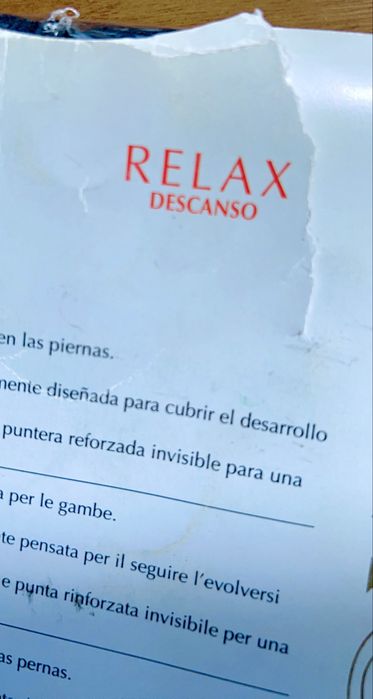 RELAX
DESCANSO
en las piernas.
mente diseñada para cubrir el desarrollo
puntera reforzada invisible para una
a per le gambe.
te pensata per il seguire l'evolversi
e punta rinforzata invisibile per una
as pernas.